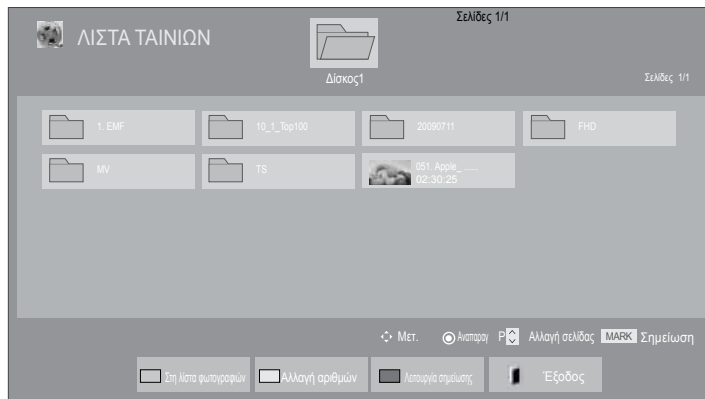 Σελίδες 1/1
ΛΙΣΤΑ ΤΑΙΝΙΩΝ
Δίσκος1
Σελίδες 1/1
1. EMF
10_1_Top100
20090711
FHD
MV
TS
051. Apple_ ......
02:30:25
Μετ. Αναπαραγ P Αλλαγή σελίδας MARK Σημείωση
Στη λίστα φωτογραφιών Αλλαγή αριθμών Λειτουργία σημείωσης Έξοδος